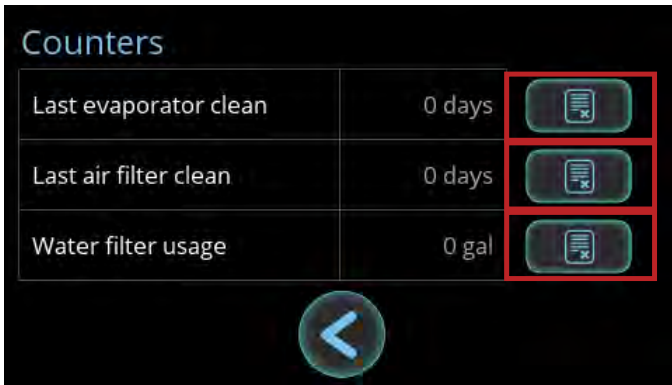 Counters
Last evaporator clean 0 days
Last air filter clean 0 days
Water filter usage 0 gal